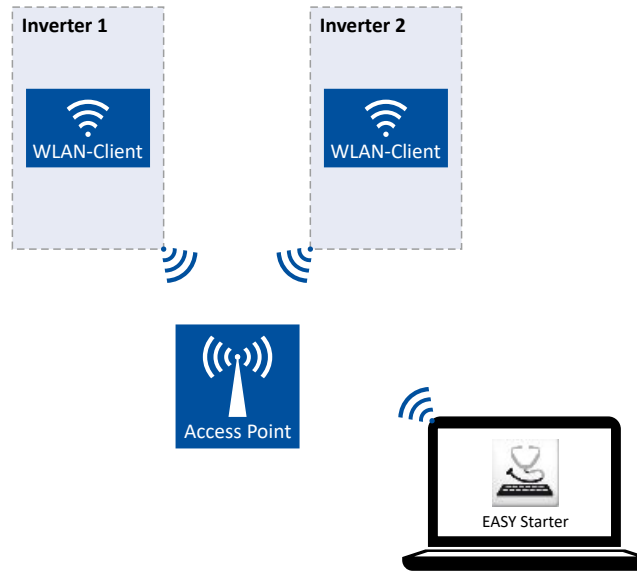 Inverter 1
Inverter 2
WLAN-Client
WLAN-Client
Access Point
EASY Starter